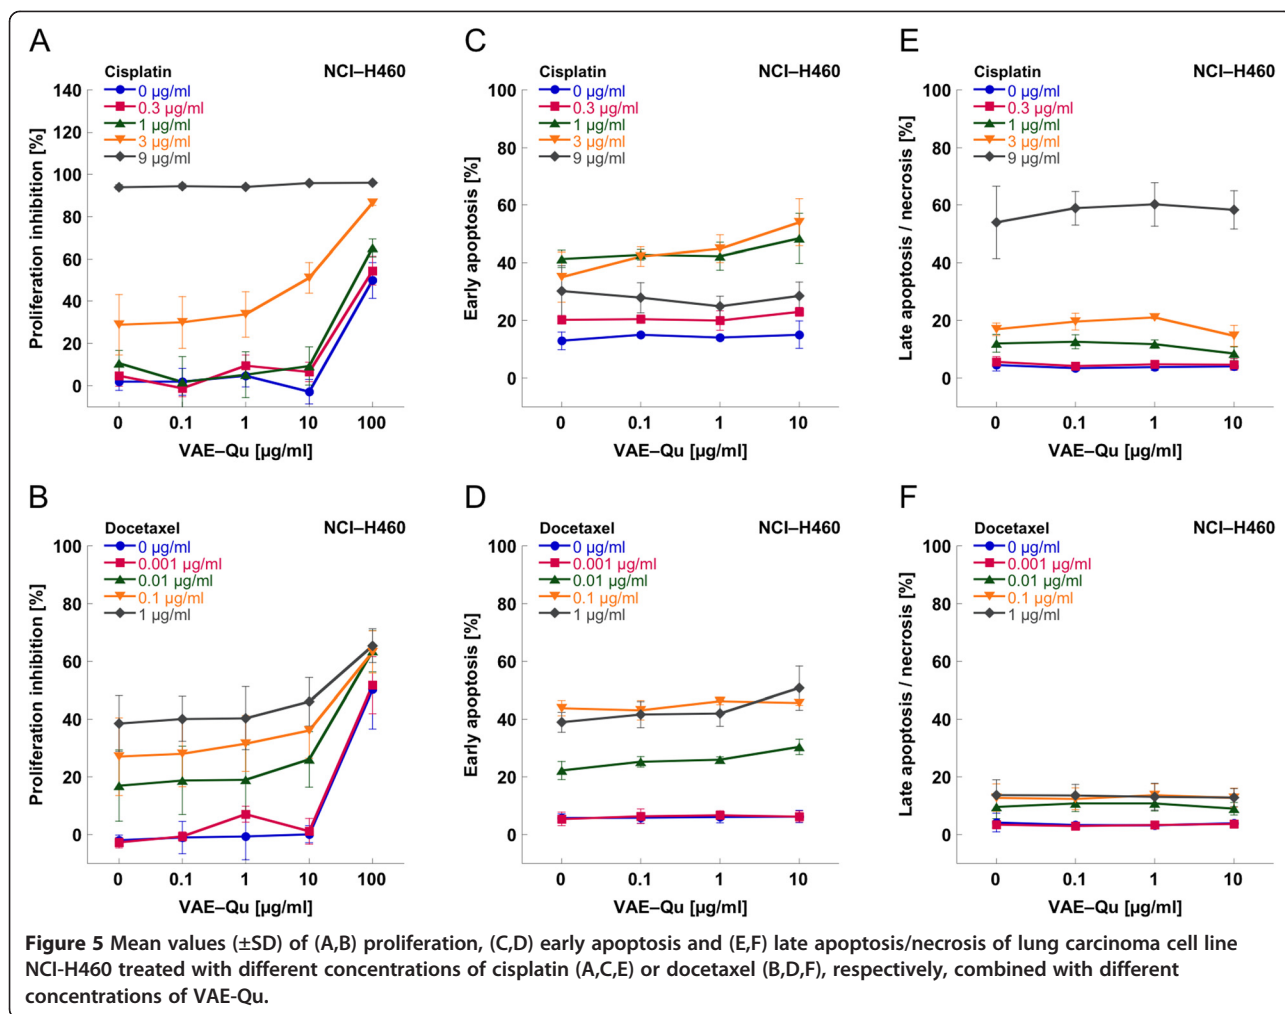 A
Cisplatin
NCI–H460
0 µg/ml
0.3 µg/ml
1 µg/ml
3 µg/ml
9 µg/ml
Proliferation inhibition [%]
140
120
100
80
60
40
20
0
0 0.1 1 10 100
VAE–Qu [µg/ml]
C
Cisplatin
NCI–H460
0 µg/ml
0.3 µg/ml
1 µg/ml
3 µg/ml
9 µg/ml
Early apoptosis [%]
100
80
60
40
20
0
0 0.1 1 10
VAE–Qu [µg/ml]
E
Cisplatin
NCI–H460
0 µg/ml
0.3 µg/ml
1 µg/ml
3 µg/ml
9 µg/ml
Late apoptosis / necrosis [%]
100
80
60
40
20
0
0 0.1 1 10
VAE–Qu [µg/ml]
B
Docetaxel
NCI–H460
0 µg/ml
0.001 µg/ml
0.01 µg/ml
0.1 µg/ml
1 µg/ml
Proliferation inhibition [%]
100
80
60
40
20
0
0 0.1 1 10 100
VAE–Qu [µg/ml]
D
Docetaxel
NCI–H460
0 µg/ml
0.001 µg/ml
0.01 µg/ml
0.1 µg/ml
1 µg/ml
Early apoptosis [%]
100
80
60
40
20
0
0 0.1 1 10
VAE–Qu [µg/ml]
F
Docetaxel
NCI–H460
0 µg/ml
0.001 µg/ml
0.01 µg/ml
0.1 µg/ml
1 µg/ml
Late apoptosis / necrosis [%]
100
80
60
40
20
0
0 0.1 1 10
VAE–Qu [µg/ml]
Figure 5 Mean values (±SD) of (A,B) proliferation, (C,D) early apoptosis and (E,F) late apoptosis/necrosis of lung carcinoma cell line
NCI-H460 treated with different concentrations of cisplatin (A,C,E) or docetaxel (B,D,F), respectively, combined with different
concentrations of VAE-Qu.